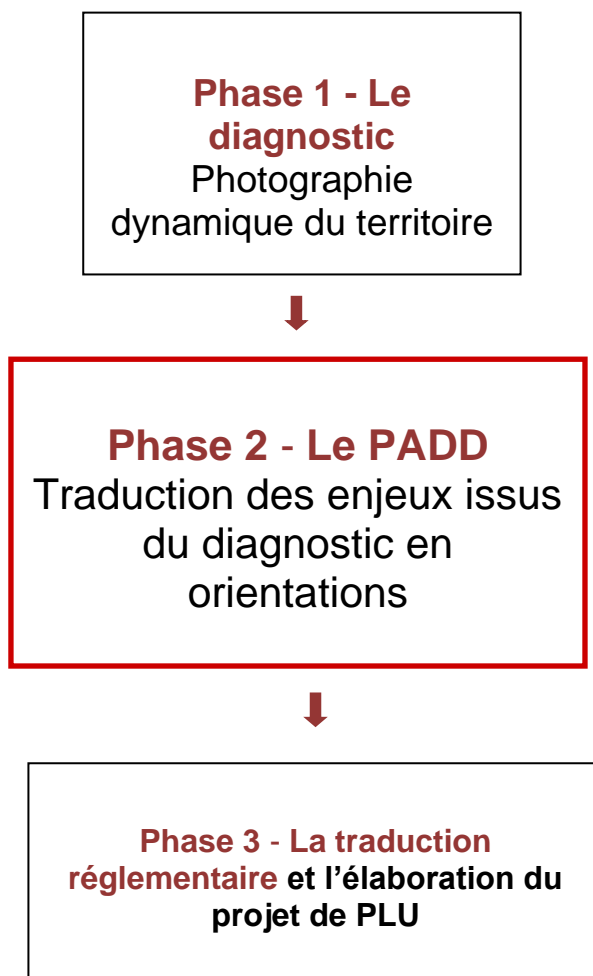 Phase 1 - Le
diagnostic
Photographie
dynamique du territoire
Phase 2 - Le PADD
Traduction des enjeux issus
du diagnostic en
orientations
Phase 3 - La traduction
réglementaire et l’élaboration du
projet de PLU